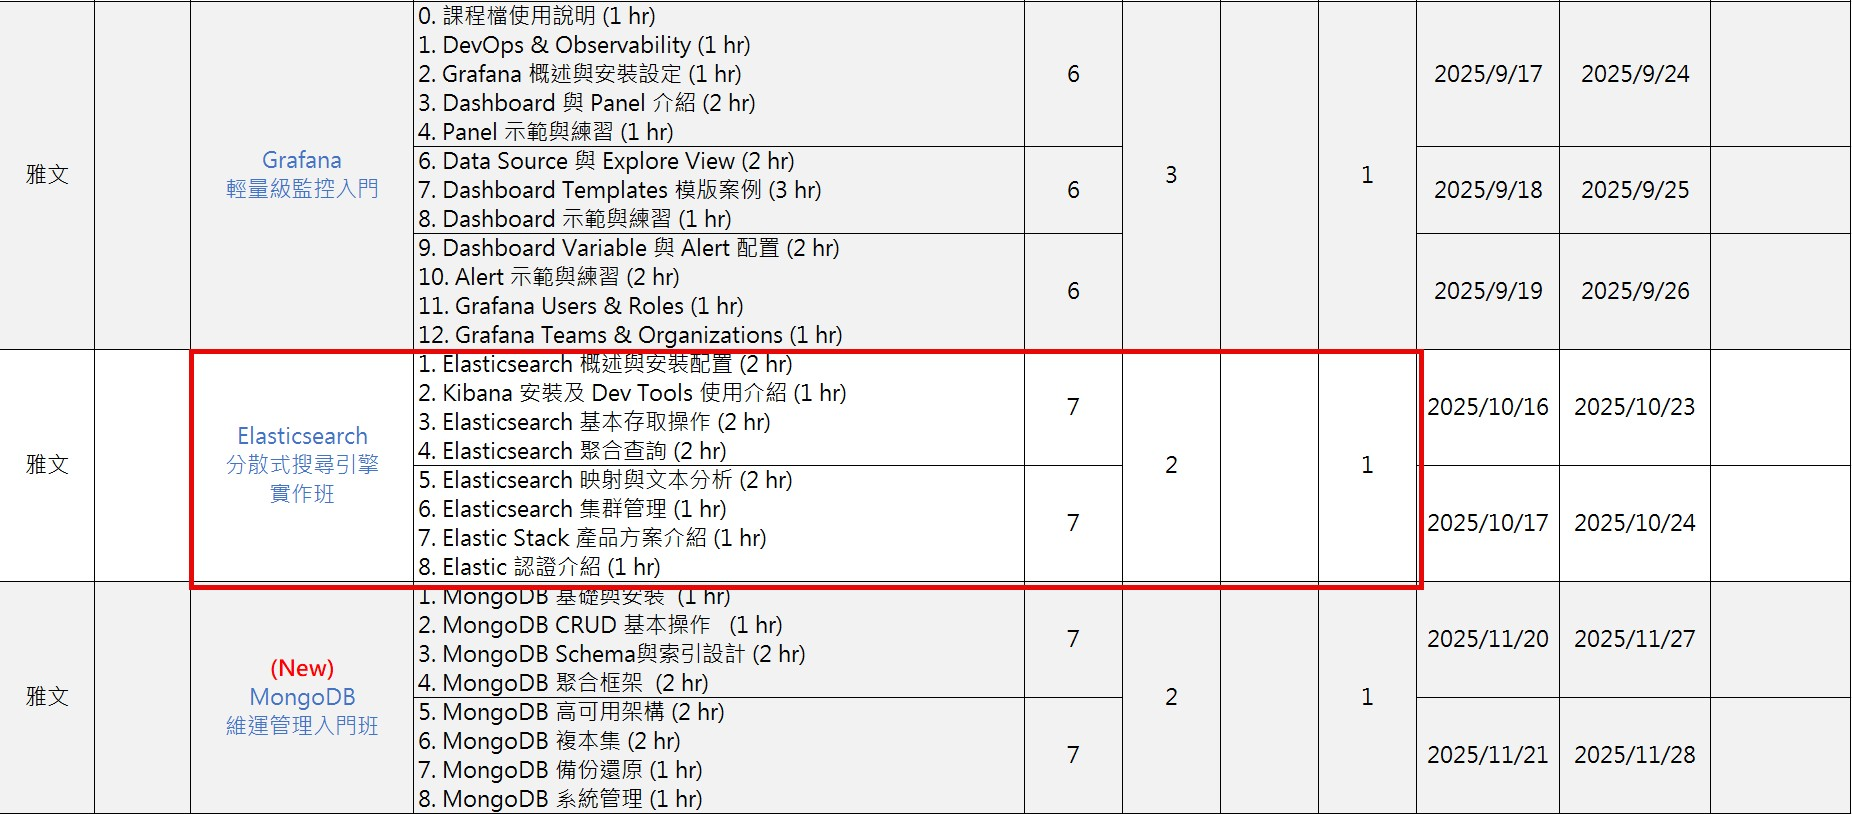 雅文
Grafana
輕量級監控入門
0. 課程檔使用說明 (1 hr)
1. DevOps & Observability (1 hr)
2. Grafana 概述與安裝設定 (1 hr)
3. Dashboard 與 Panel 介紹 (2 hr)
4. Panel 示範與練習 (1 hr)
6
2025/9/17
2025/9/24
6. Data Source 與 Explore View (2 hr)
7. Dashboard Templates 模版案例 (3 hr)
8. Dashboard 示範與練習 (1 hr)
6
3
1
2025/9/18
2025/9/25
9. Dashboard Variable 與 Alert 配置 (2 hr)
10. Alert 示範與練習 (2 hr)
11. Grafana Users & Roles (1 hr)
12. Grafana Teams & Organizations (1 hr)
6
2025/9/19
2025/9/26
雅文
Elasticsearch
分散式搜尋引擎
實作班
1. Elasticsearch 概述與安裝配置 (2 hr)
2. Kibana 安裝及 Dev Tools 使用介紹 (1 hr)
3. Elasticsearch 基本存取操作 (2 hr)
4. Elasticsearch 聚合查詢 (2 hr)
7
2
1
2025/10/16
2025/10/23
5. Elasticsearch 映射與文本分析 (2 hr)
6. Elasticsearch 集群管理 (1 hr)
7. Elastic Stack 產品方案介紹 (1 hr)
8. Elastic 認證介紹 (1 hr)
7
2025/10/17
2025/10/24
雅文
(New)
MongoDB
維運管理入門班
1. MongoDB 基礎與安裝 (1 hr)
2. MongoDB CRUD 基本操作 (1 hr)
3. MongoDB Schema與索引設計 (2 hr)
4. MongoDB 聚合框架 (2 hr)
7
2
1
2025/11/20
2025/11/27
5. MongoDB 高可用架構 (2 hr)
6. MongoDB 複本集 (2 hr)
7. MongoDB 備份還原 (1 hr)
8. MongoDB 系統管理 (1 hr)
7
2025/11/21
2025/11/28